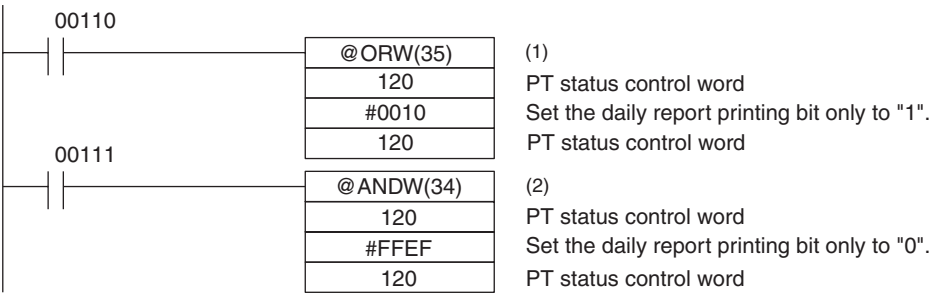 00110
@ORW(35) (1)
120 PT status control word
#0010 Set the daily report printing bit only to "1".
120 PT status control word
00111
@ANDW(34) (2)
120 PT status control word
#FFEF Set the daily report printing bit only to "0".
120 PT status control word